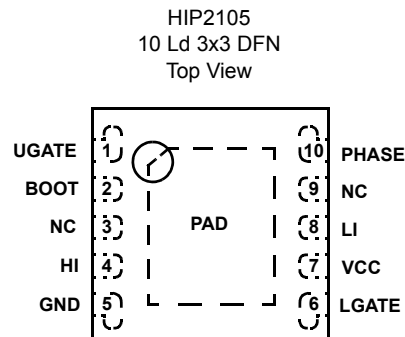 HIP2105
10 Ld 3x3 DFN
Top View
UGATE 1 10 PHASE
BOOT 2 9 NC
NC 3 PAD 8 LI
HI 4 7 VCC
GND 5 6 LGATE